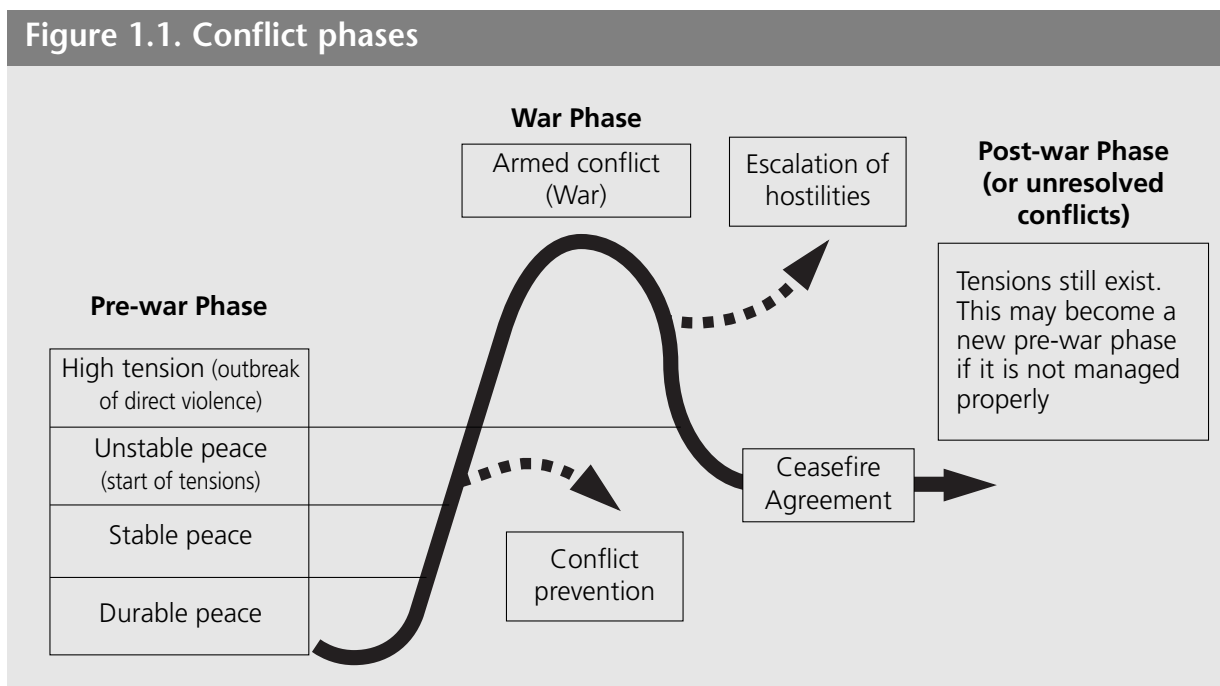 Figure 1.1. Conflict phases
Pre-war Phase
High tension (outbreak
of direct violence)
Unstable peace
(start of tensions)
Stable peace
Durable peace
War Phase
Armed conflict
(War)
Conflict
prevention
Escalation of
hostilities
Ceasefire
Agreement
Post-war Phase
(or unresolved
conflicts)
Tensions still exist.
This may become a
new pre-war phase
if it is not managed
properly